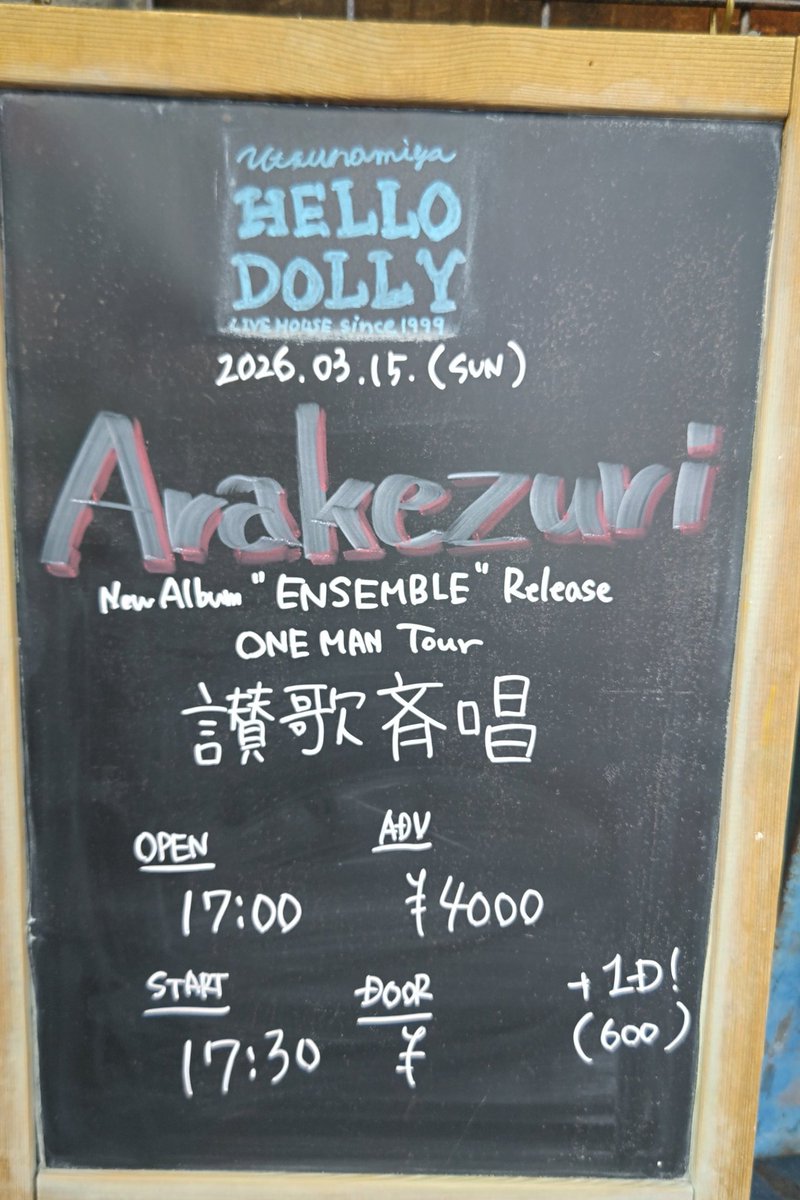 Utsunomiya
HELLO
DOLLY
LIVE HOUSE since 1999
2026.03.15.(SUN)
Arakezuri
New Album "ENSEMBLE" Release
ONE MAN Tour
讃歌斉唱
OPEN
17:00
ADV
¥4000
START
17:30
DOOR
¥
+1D!
(600)